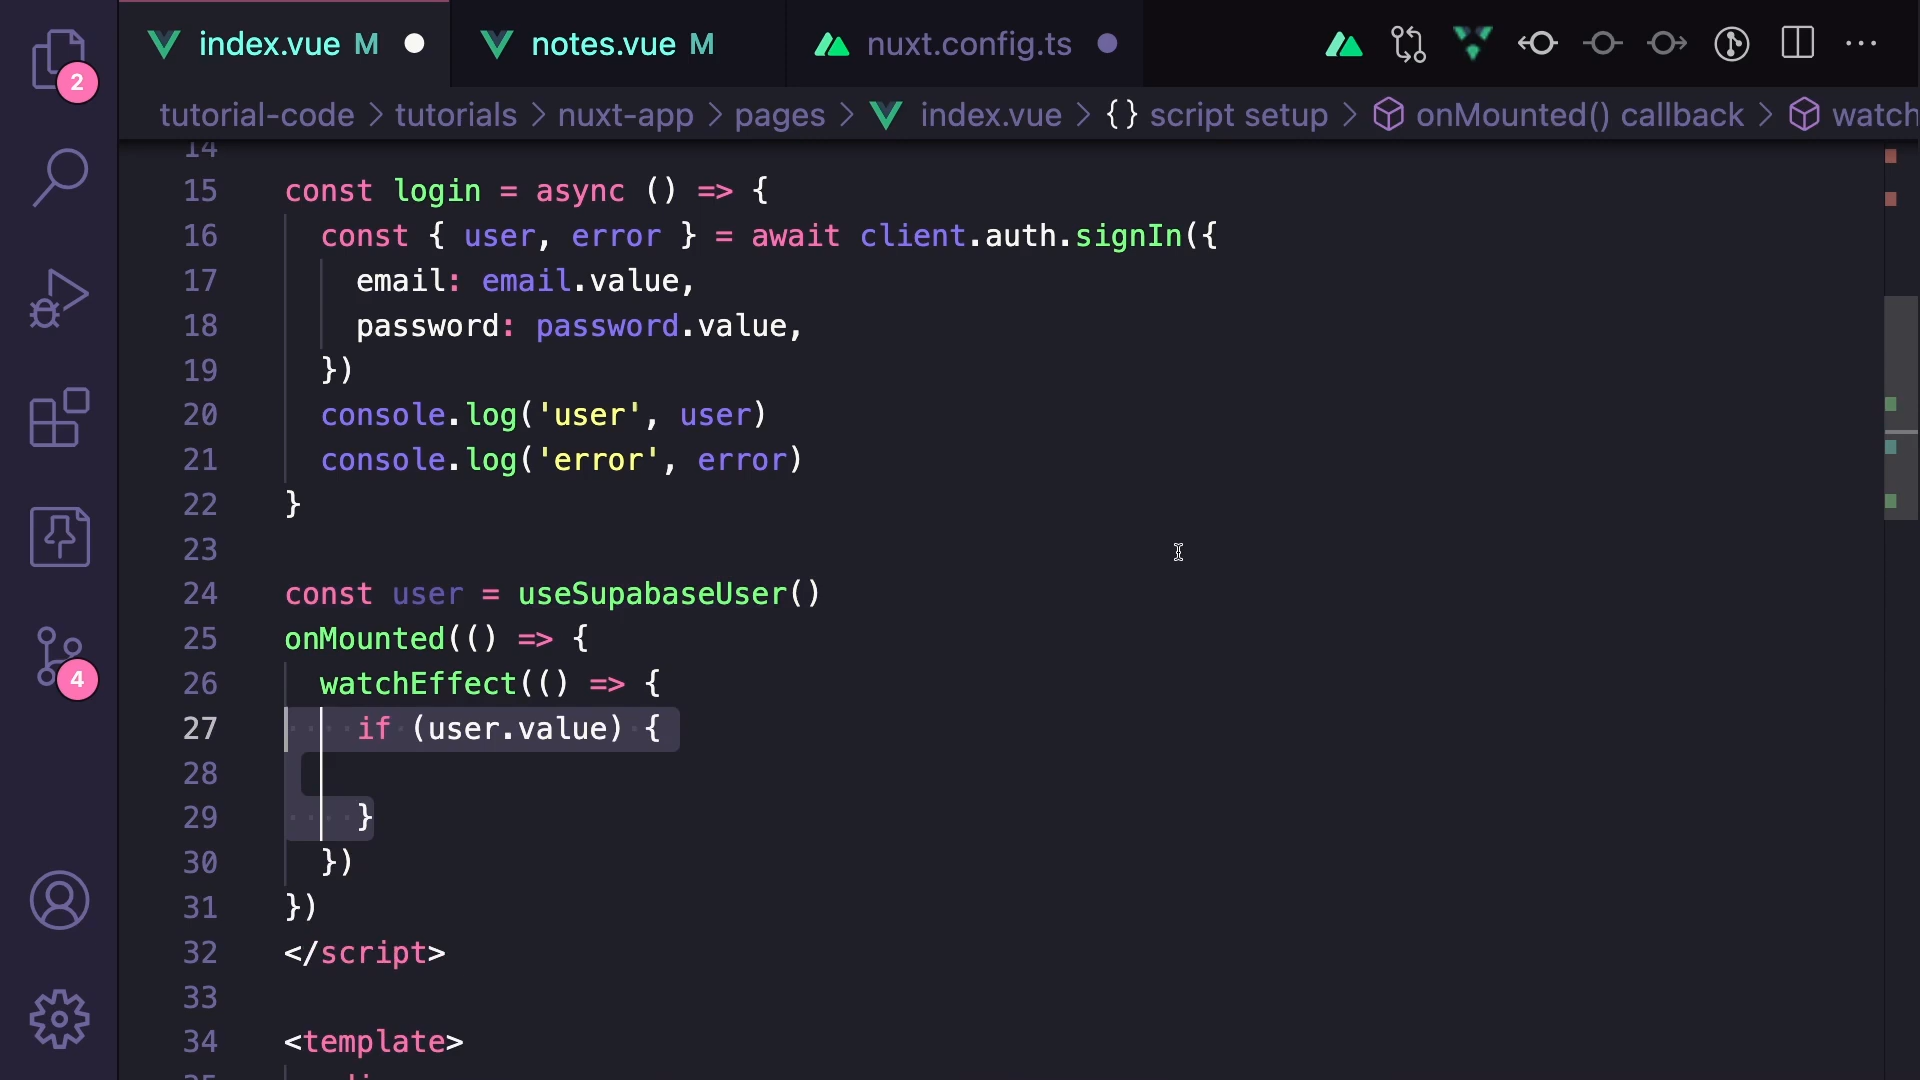 2
index.vue M
notes.vue M
nuxt.config.ts
tutorial-code > tutorials > nuxt-app > pages > index.vue > {} script setup > onMounted() callback > watch
14
15 const login = async () => {
16 const { user, error } = await client.auth.signIn({
17 email: email.value,
18 password: password.value,
19 })
20 console.log('user', user)
21 console.log('error', error)
22 }
23
24 const user = useSupabaseUser()
25 onMounted(() => {
26 watchEffect(() => {
27 if (user.value) {
28
29 }
30 })
31 })
32 </script>
33
34 <template>
4